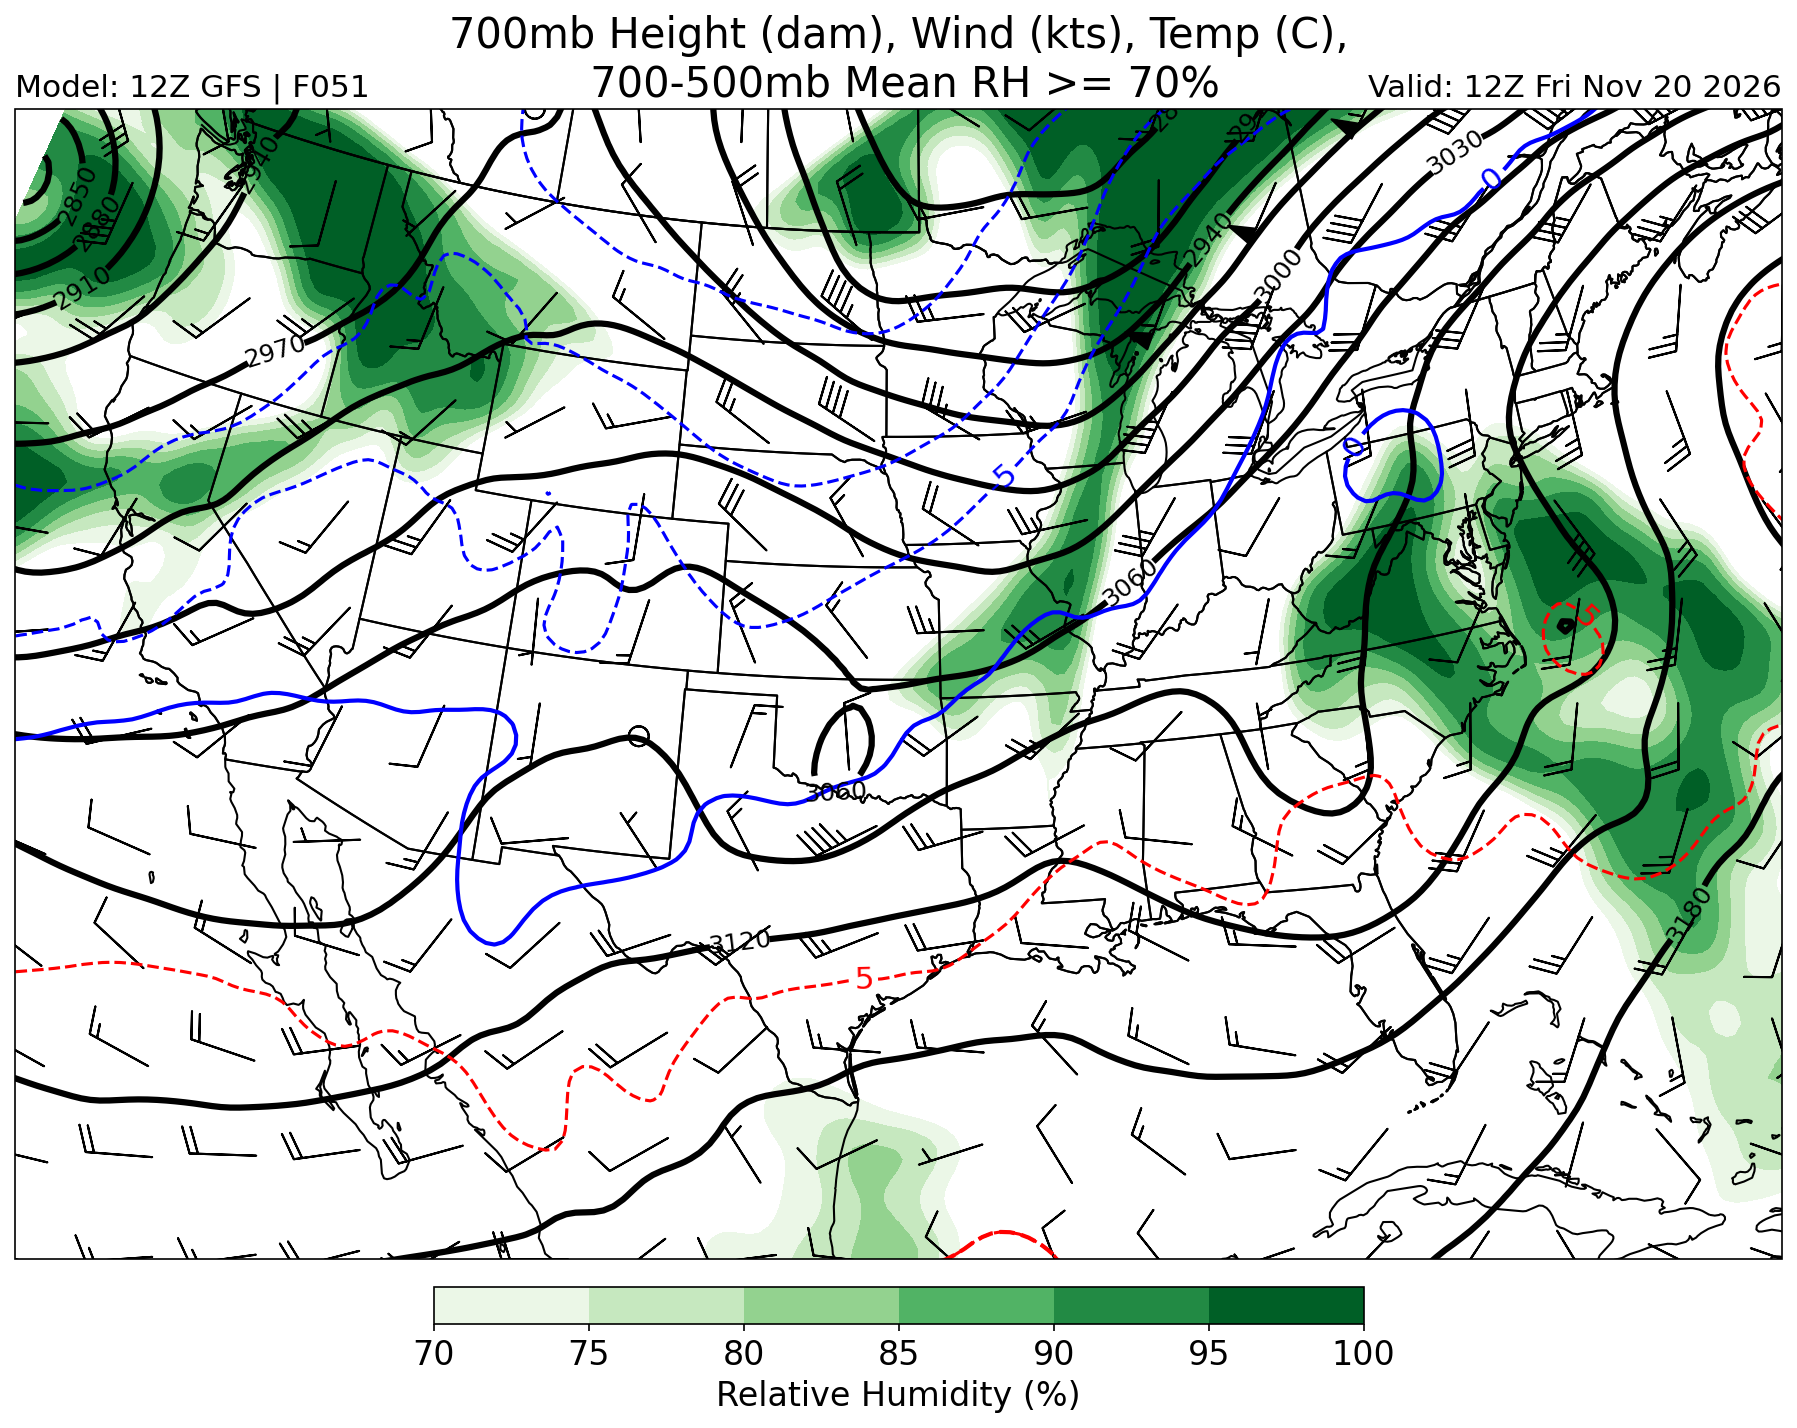 700mb Height (dam), Wind (kts), Temp (C),
700-500mb Mean RH >= 70%
Model: 12Z GFS | F051
Valid: 12Z Fri Nov 20 2026
2940
3030
0
2850
2880
2910
2940
3000
2970
0
5
3060
5
3060
3120
5
3180
70 75 80 85 90 95 100
Relative Humidity (%)